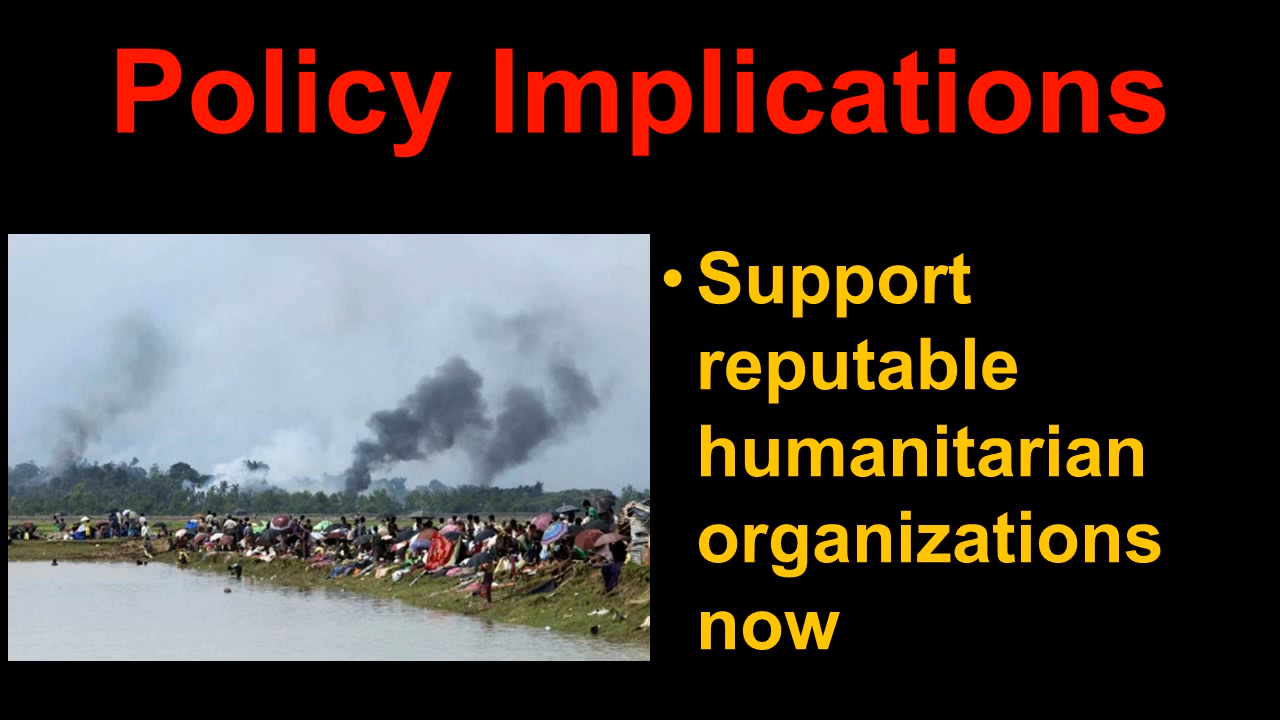 Policy Implications
• Support
reputable
humanitarian
organizations
now